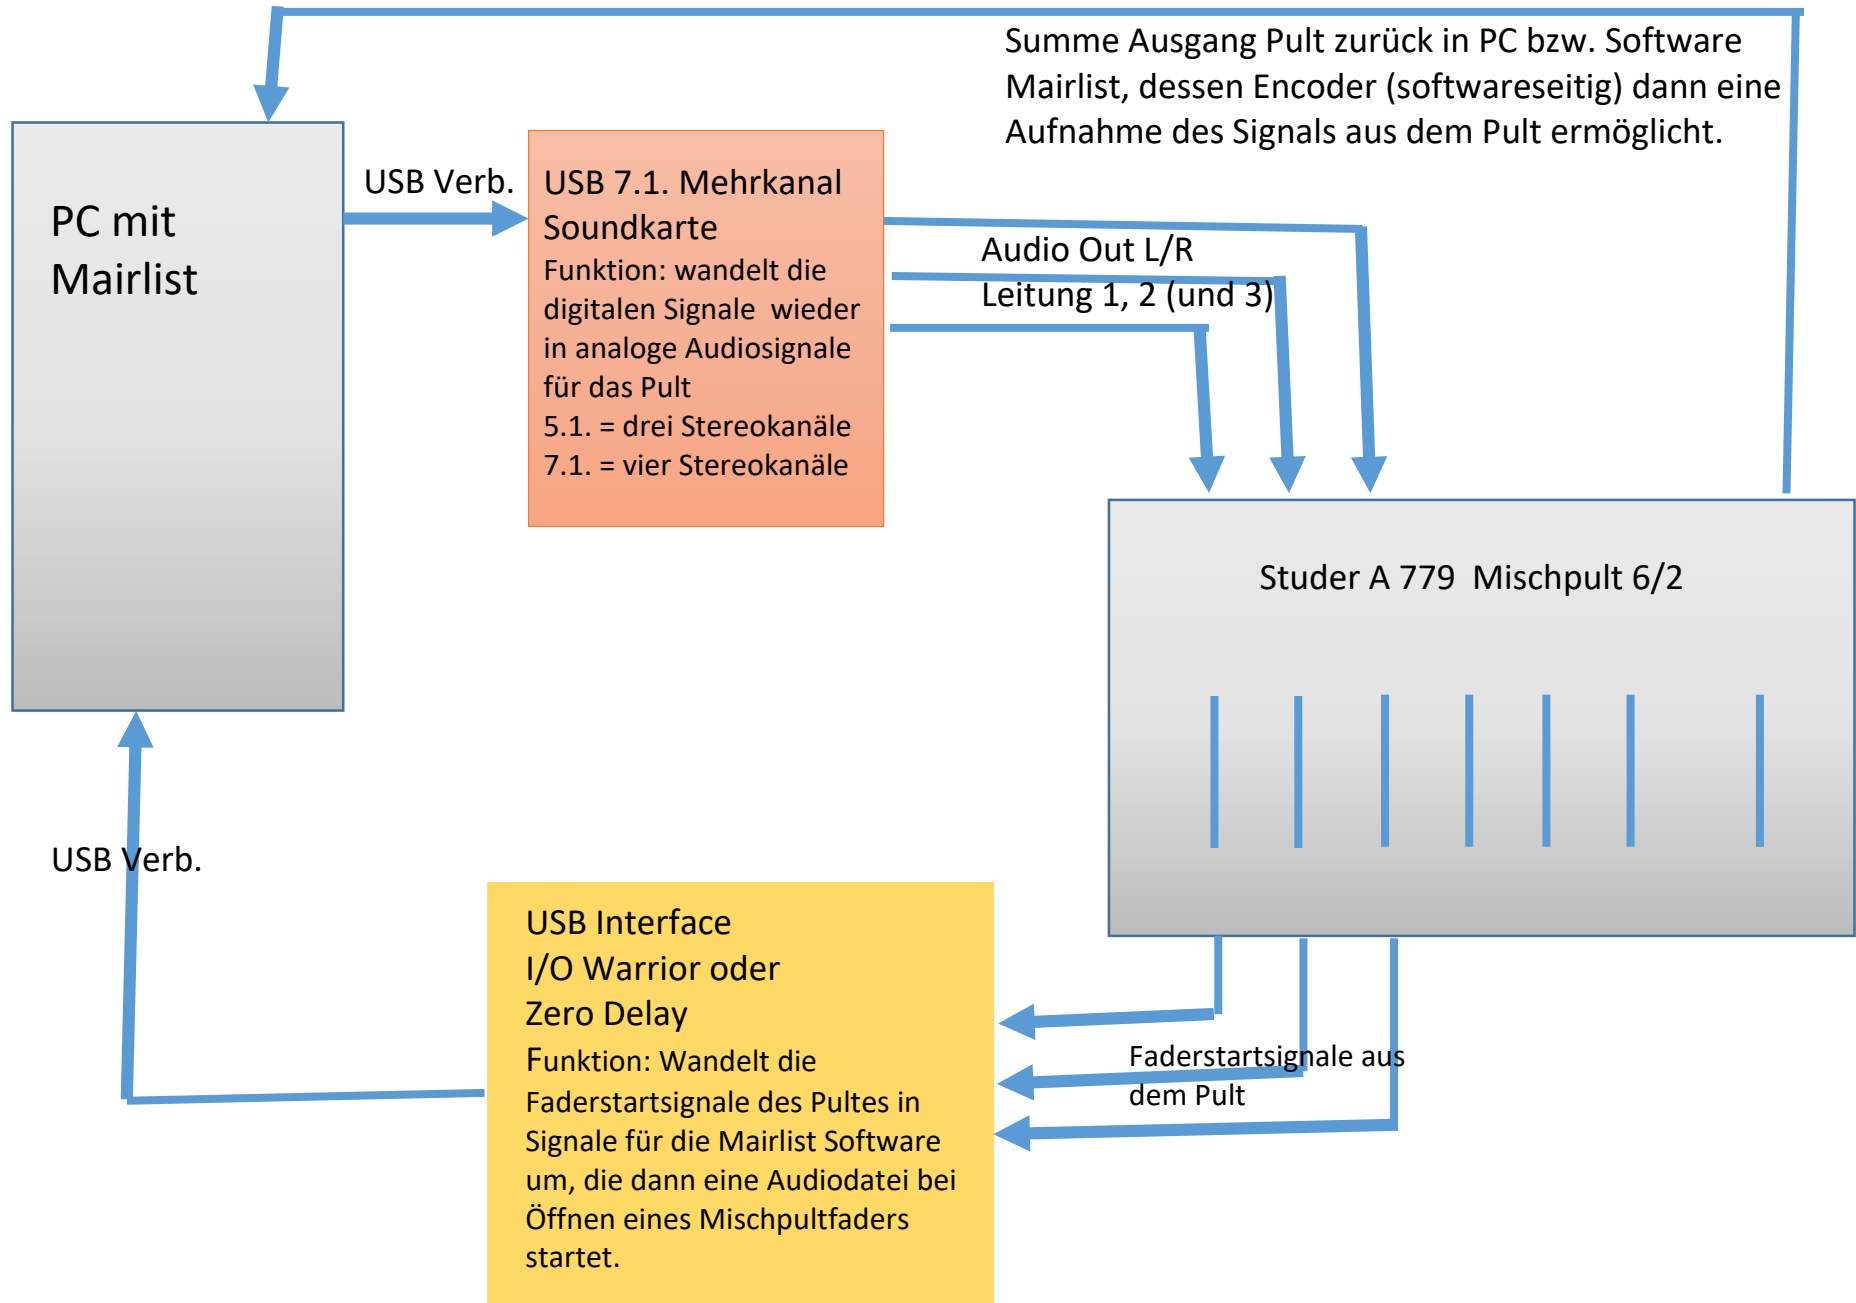 Summe Ausgang Pult zurück in PC bzw. Software
Mairlist, dessen Encoder (softwareseitig) dann eine
Aufnahme des Signals aus dem Pult ermöglicht.
PC mit
Mairlist
USB Verb.
USB 7.1. Mehrkanal
Soundkarte
Funktion: wandelt die
digitalen Signale  wieder
in analoge Audiosignale
für das Pult
5.1. = drei Stereokanäle
7.1. = vier Stereokanäle
Audio Out L/R
Leitung 1, 2 (und 3)
Studer A 779  Mischpult 6/2
USB Verb.
USB Interface
I/O Warrior oder
Zero Delay
Funktion: Wandelt die
Faderstartsignale des Pultes in
Signale für die Mairlist Software
um, die dann eine Audiodatei bei
Öffnen eines Mischpultfaders
startet.
Faderstartsignale aus
dem Pult